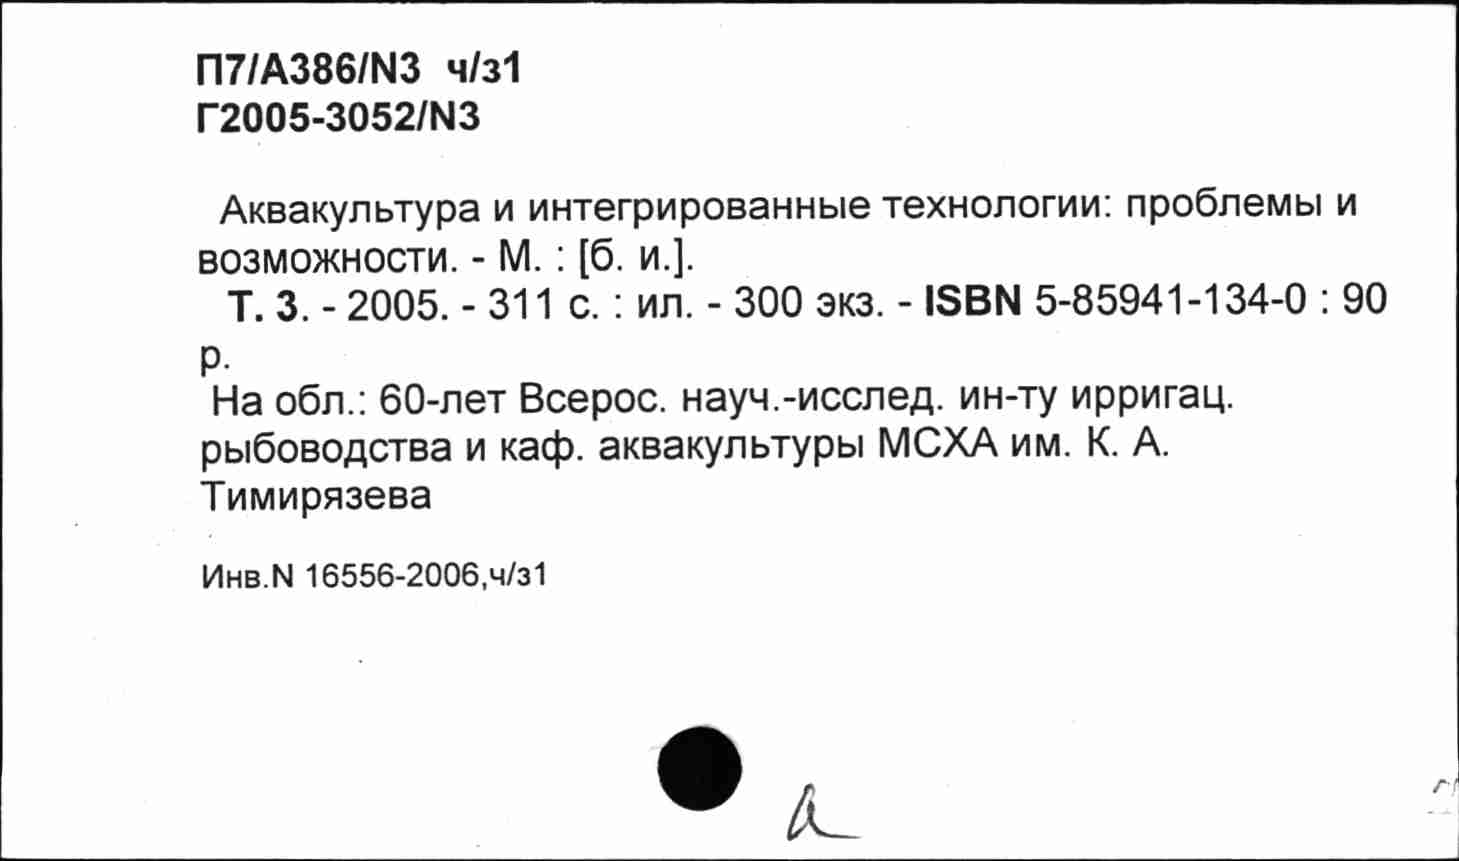 П7/А386/N3 ч/з1
Г2005-3052/N3
Аквакультура и интегрированные технологии: проблемы и
возможности. - М. : [б. и.].
Т. 3. - 2005. - 311 с. : ил. - 300 экз. - ISBN 5-85941-134-0 : 90
р.
На обл.: 60-лет Всерос. науч.-исслед. ин-ту ирригац.
рыбоводства и каф. аквакультуры МСХА им. К. А.
Тимирязева
Инв.N 16556-2006,ч/з1